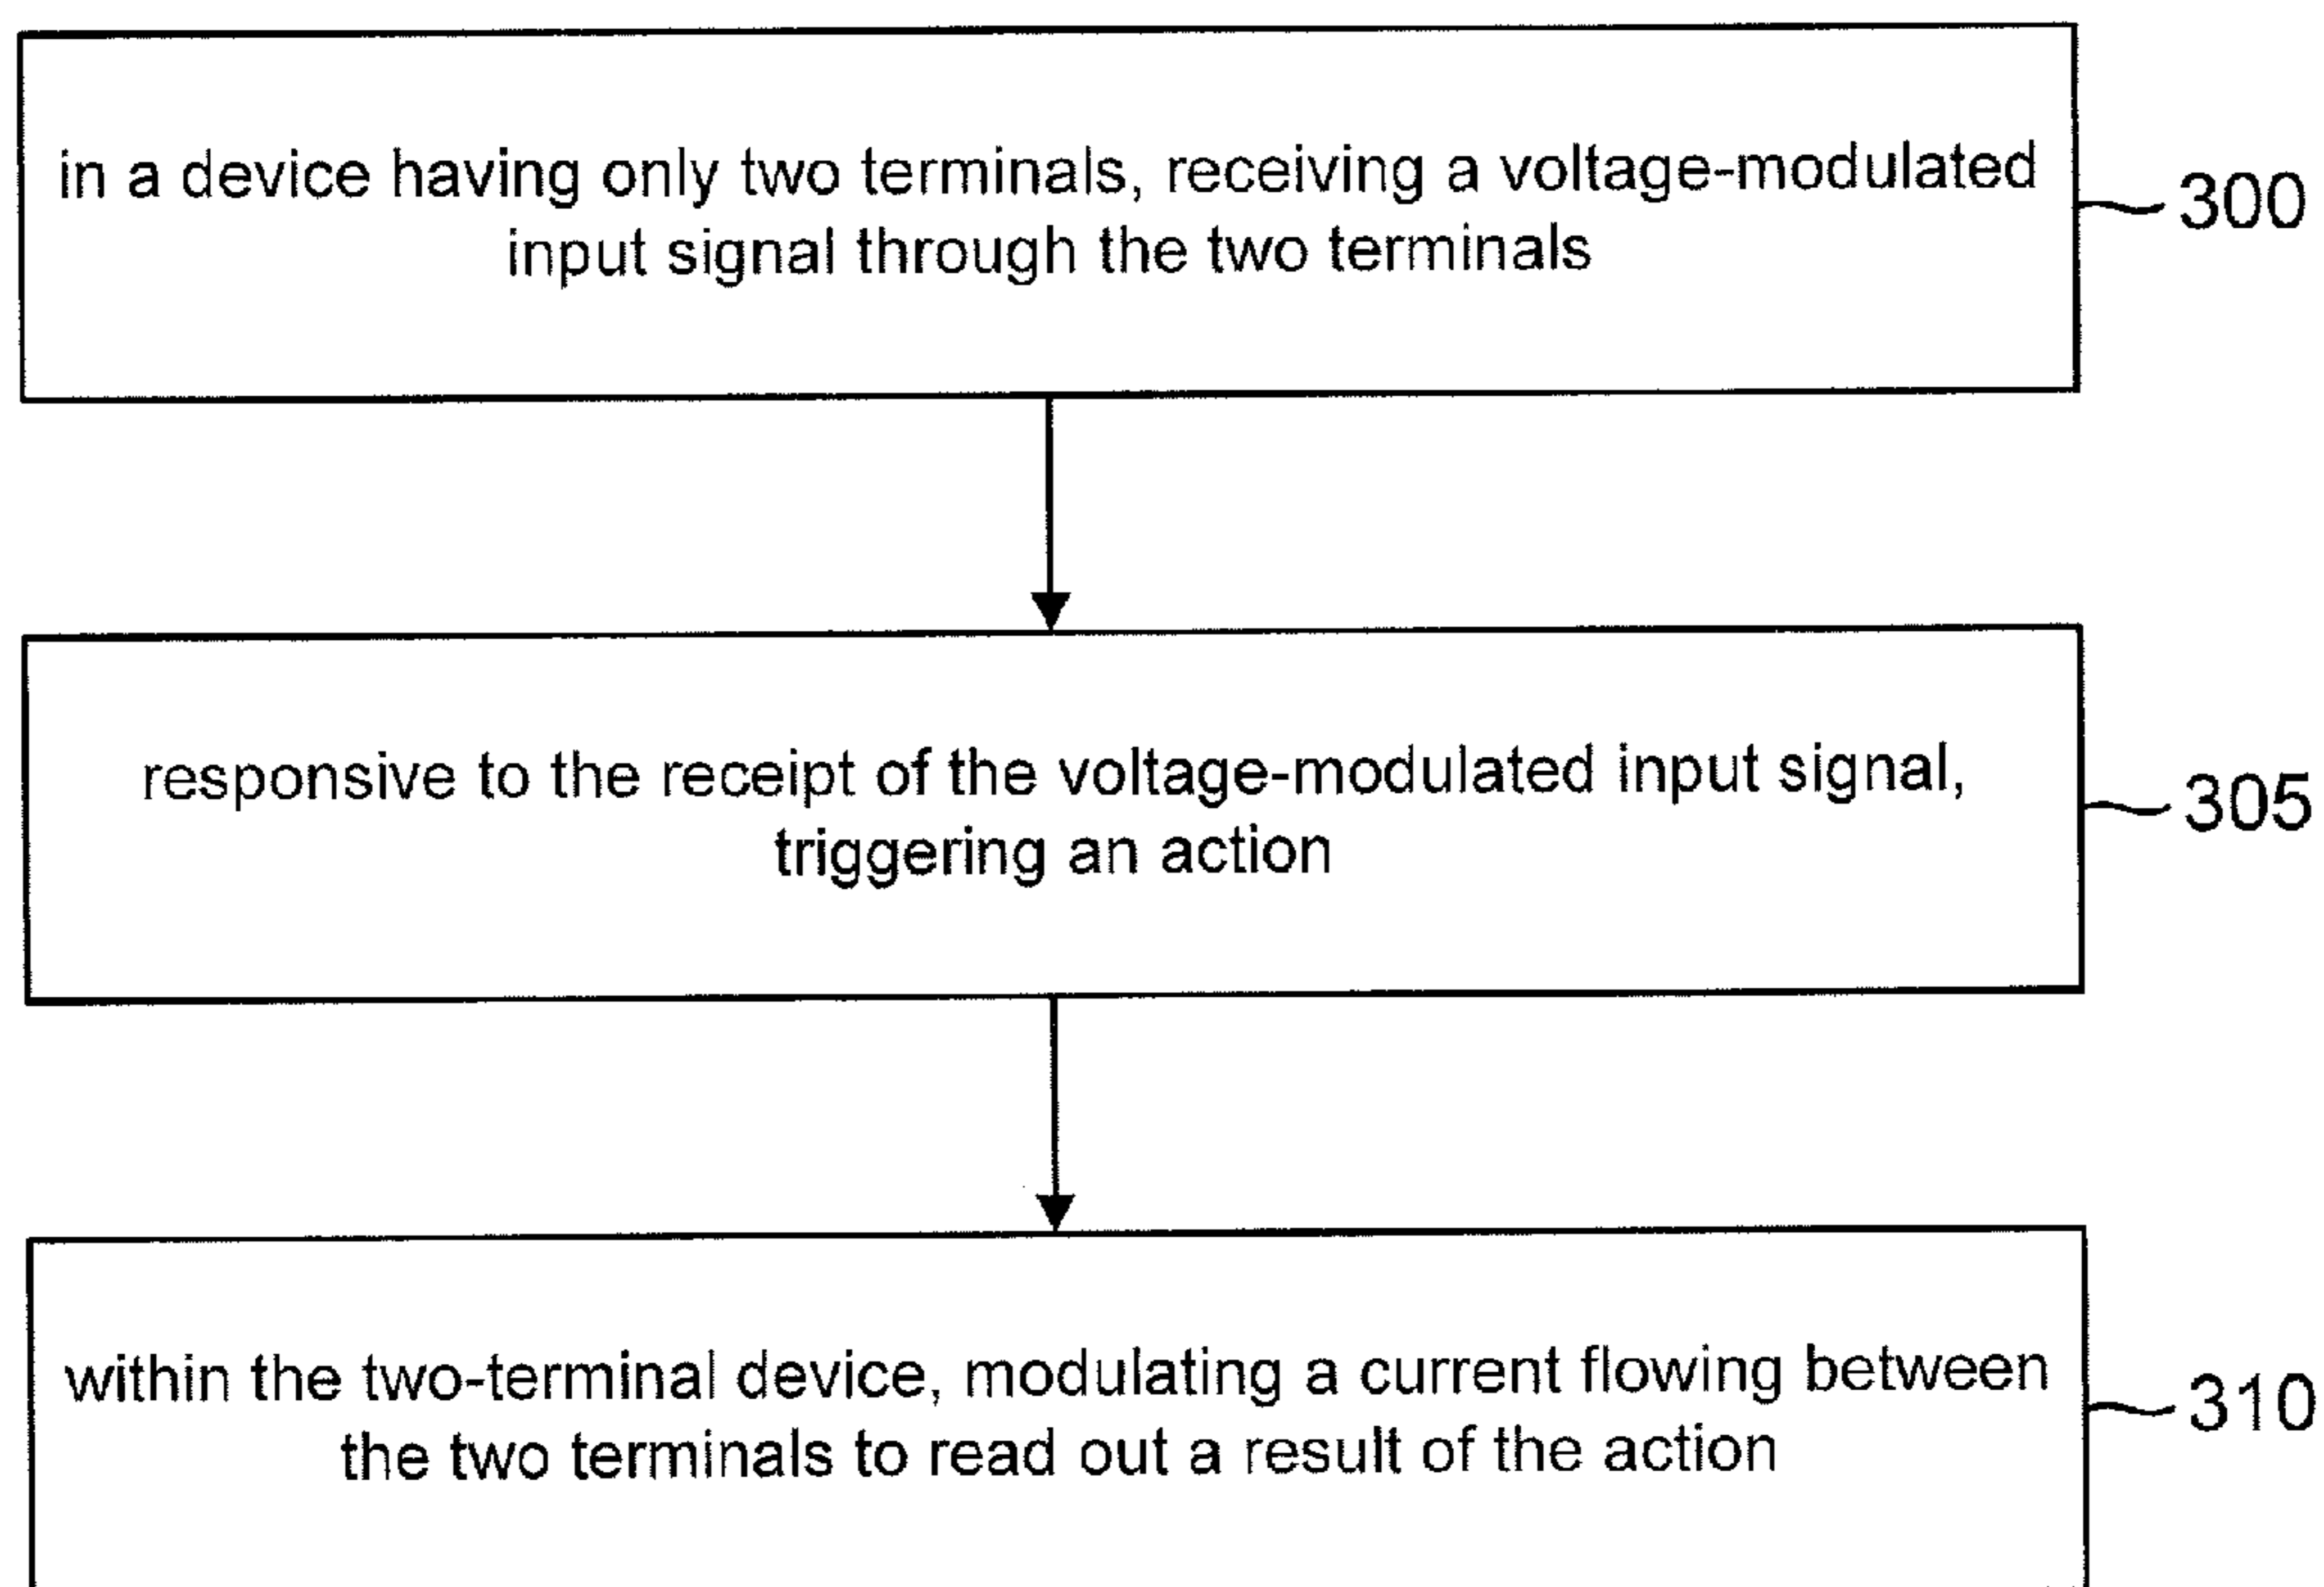 in a device having only two terminals, receiving a voltage-modulated
input signal through the two terminals
300
responsive to the receipt of the voltage-modulated input signal,
triggering an action
305
within the two-terminal device, modulating a current flowing between
the two terminals to read out a result of the action
310